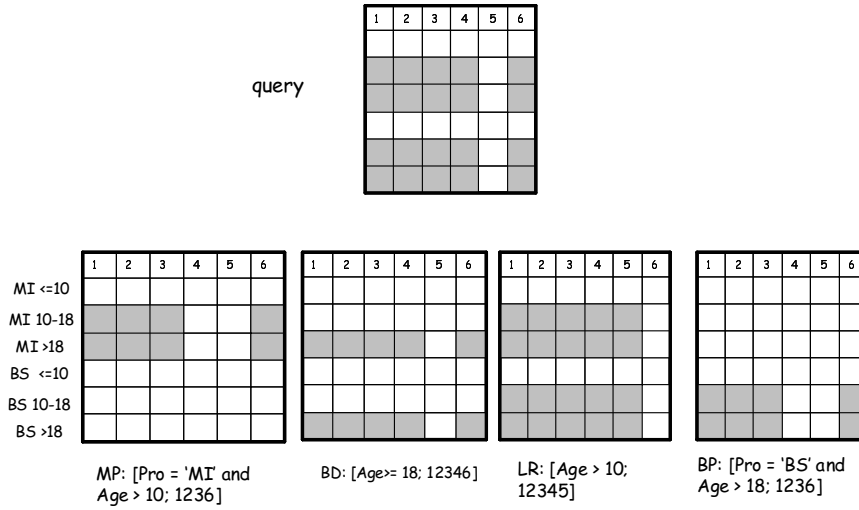 1 2 3 4 5 6
query
1 2 3 4 5 6
1 2 3 4 5 6
1 2 3 4 5 6
1 2 3 4 5 6
MI <=10
MI 10-18
MI >18
BS <=10
BS 10-18
BS >18
MP: [Pro = 'MI' and
Age > 10; 1236]
BD: [Age>= 18; 12346]
LR: [Age > 10;
12345]
BP: [Pro = 'BS' and
Age > 18; 1236]